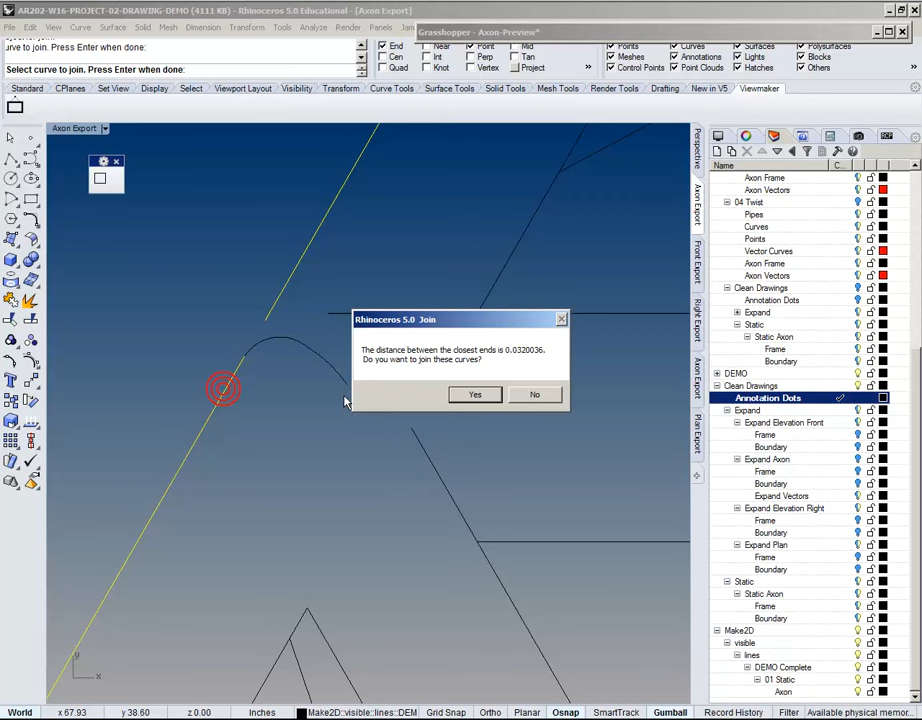 AR202-W16-PROJECT-02-DRAWING-DEMO (4111 KB) - Rhinoceros 5.0 Educational - [Axon Export]
File Edit View Curve Surface Solid Mesh Dimension Transform Tools Analyze Render Panels
Grasshopper - Axon-Preview*
urve to join. Press Enter when done:
Select curve to join. Press Enter when done:
End Near Point Mid
Cen Int Perp Tan
Quad Knot Vertex Project »
Points Curves Surfaces Polysurfaces
Meshes Annotations Lights Blocks
Control Points Point Clouds Hatches Others »
Standard CPlanes Set View Display Select Viewport Layout Visibility Transform Curve Tools Surface Tools Solid Tools Mesh Tools Render Tools Drafting New in V5 Viewmaker
Axon Export
Perspective
Axon Export
Front Export
Right Export
Axon Export
Plan Export
Rhinoceros 5.0 Join
The distance between the closest ends is 0.0320036.
Do you want to join these curves?
Yes No
Name C...
Axon Frame
Axon Vectors
04 Twist
Pipes
Curves
Points
Vector Curves
Axon Frame
Axon Vectors
Clean Drawings
Annotation Dots
Expand
Static
Static Axon
Frame
Boundary
DEMO
Clean Drawings
Annotation Dots
Expand
Expand Elevation Front
Frame
Boundary
Expand Axon
Frame
Boundary
Expand Vectors
Expand Elevation Right
Frame
Boundary
Expand Plan
Frame
Boundary
Static
Static Axon
Frame
Boundary
Make2D
visible
lines
DEMO Complete
01 Static
Axon
y
x
World x 67.93 y 38.60 z 0.00 Inches Make2D::visible::lines::DEM Grid Snap Ortho Planar Osnap SmartTrack Gumball Record History Filter Available physical memor...